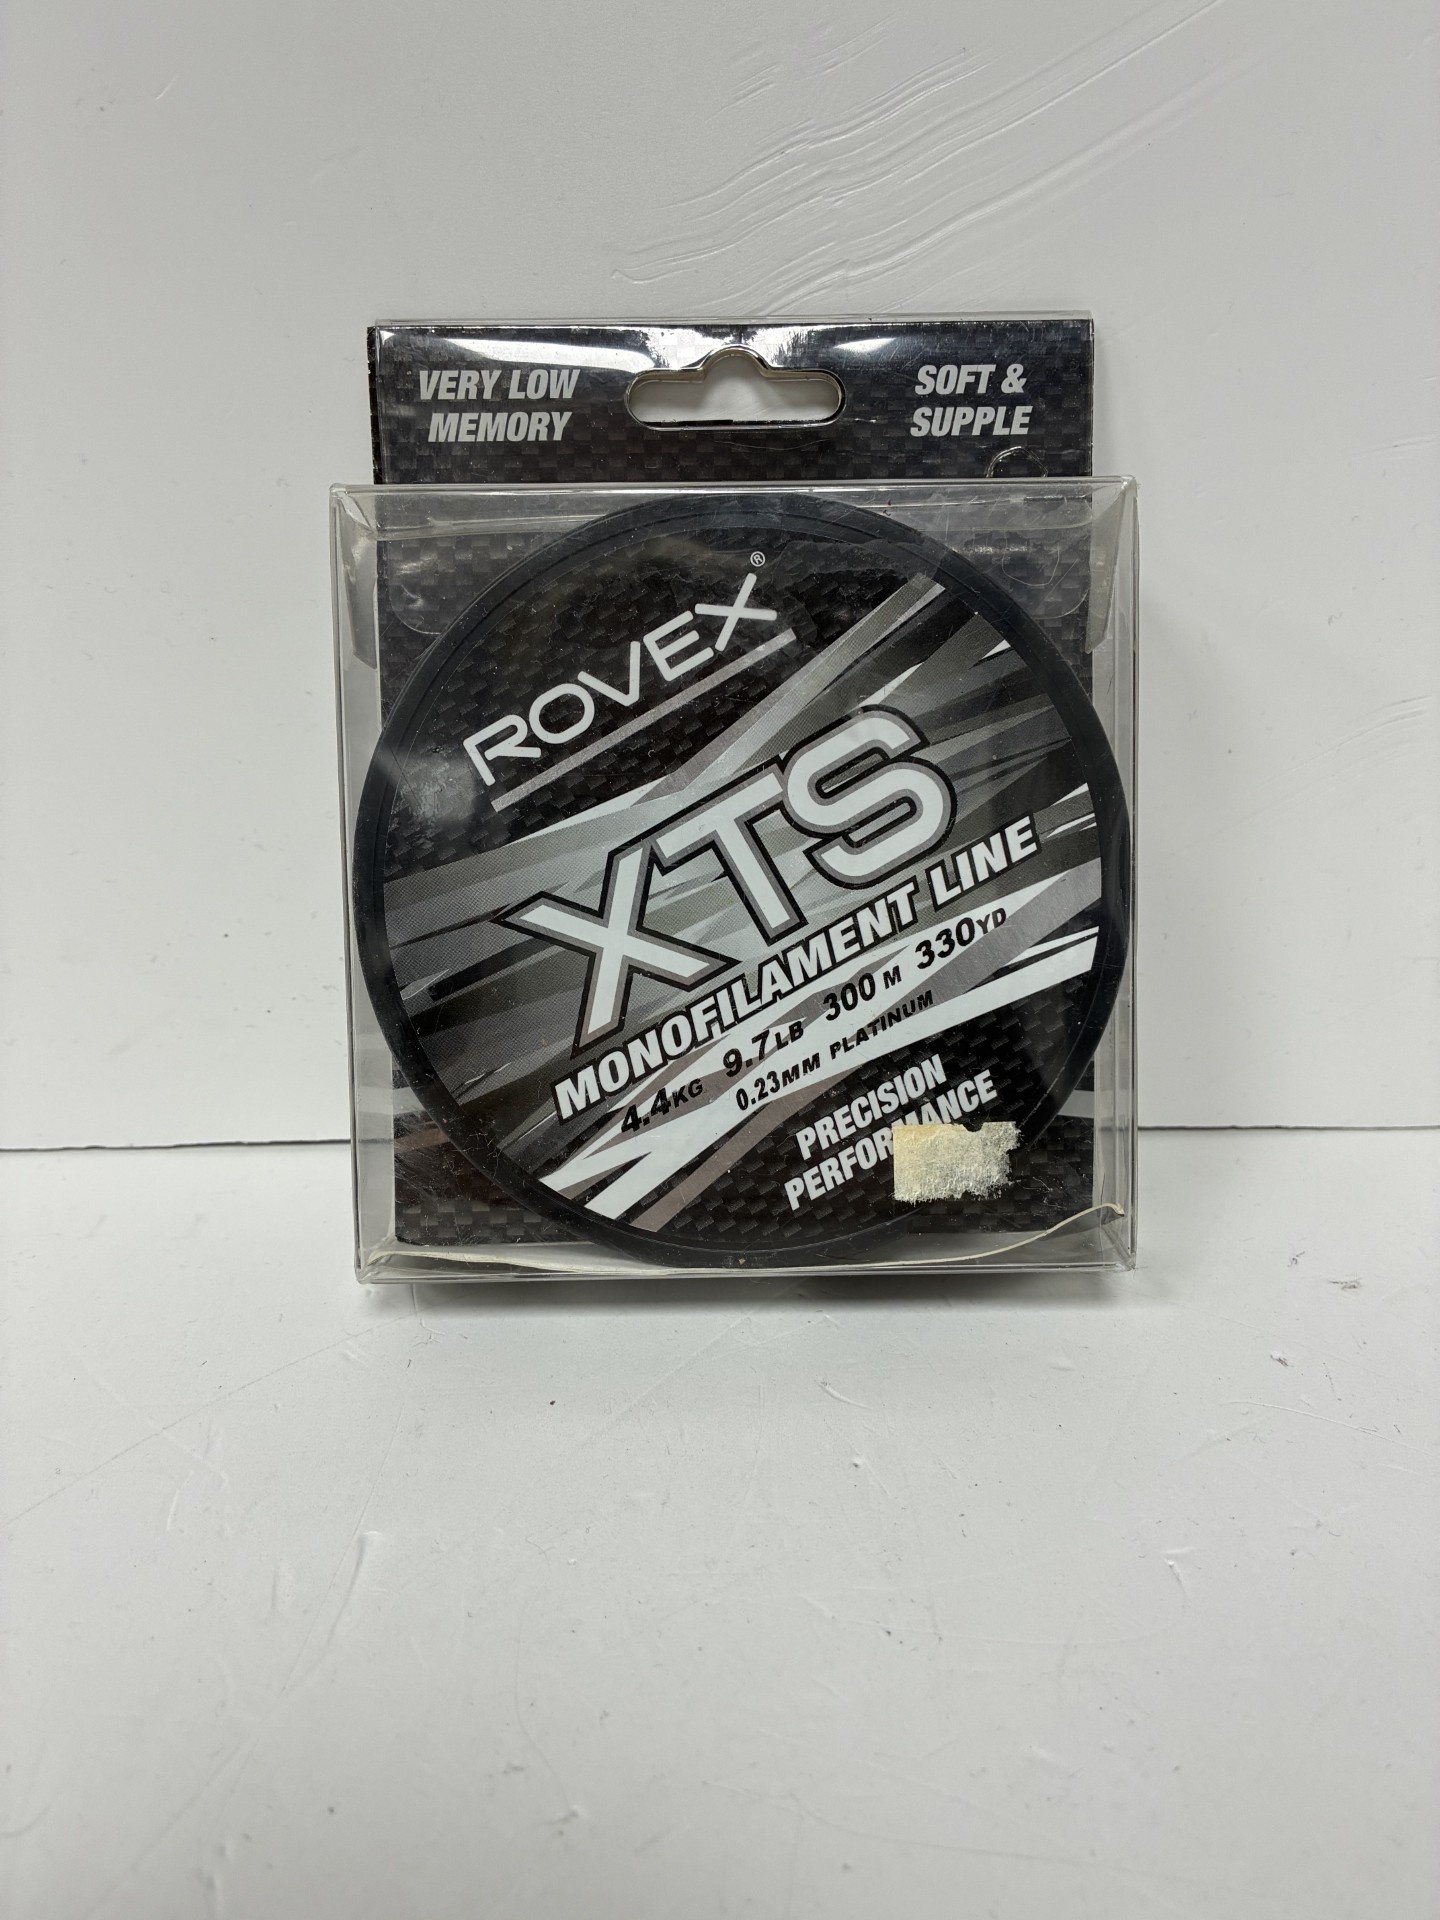 VERY LOW
MEMORY
SOFT &
SUPPLE
ROVEX®
XTS
MONOFILAMENT LINE
4.4KG 9.7LB 300M 330YD
0.23MM PLATINUM
PRECISION
PERFORMANCE